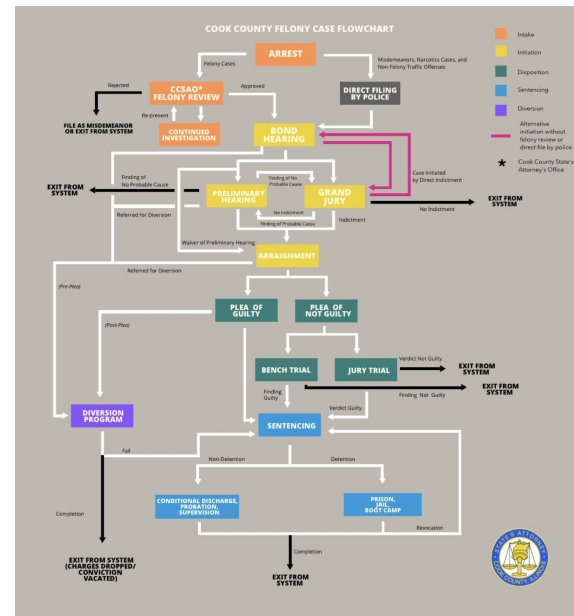 COOK COUNTY FELONY CASE FLOWCHART
ARREST
Felony Cases
Misdemeanors, Narcotics Cases, and
Non-Felony Traffic Offenses
Intake
Initiation
Disposition
Sentencing
Diversion
Alternative
initiation without
felony review or
direct file by police
* Cook County State's
Attorney's Office
Rejected
CCSAO*
FELONY REVIEW
Approved
DIRECT FILING
BY POLICE
Re-present
FILE AS MISDEMEANOR
OR EXIT FROM SYSTEM
CONTINUED
INVESTIGATION
BOND
HEARING
Case Initiated
by Direct Indictment
Finding of
No Probable Cause
EXIT FROM
SYSTEM
Finding of No
Probable Cause
PRELIMINARY
HEARING
GRAND
JURY
EXIT FROM
SYSTEM
No Indictment
Referred for Diversion
No Indictment
Finding of Probable Cause
Indictment
Waiver of Preliminary Hearing
ARRAIGNMENT
Referred for Diversion
(Pre-Plea)
PLEA OF
GUILTY
PLEA OF
NOT GUILTY
(Post-Plea)
BENCH TRIAL
JURY TRIAL
Verdict Not Guilty
EXIT FROM
SYSTEM
Finding Not Guilty
EXIT FROM
SYSTEM
Finding
Guilty
Verdict Guilty
DIVERSION
PROGRAM
SENTENCING
Fail
Non-Detention
Detention
CONDITIONAL DISCHARGE,
PROBATION,
SUPERVISION
PRISON,
JAIL,
BOOT CAMP
Completion
Revocation
Completion
EXIT FROM SYSTEM
(CHARGES DROPPED/
CONVICTION
VACATED)
EXIT FROM
SYSTEM
STATE'S ATTORNEY
COOK COUNTY, ILLINOIS